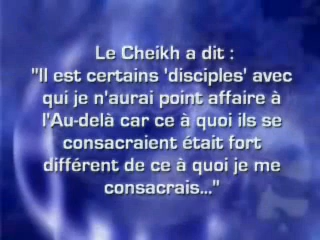 Le Cheikh a dit :
"Il est certains 'disciples' avec
qui je n'aurai point affaire à
l'Au-delà car ce à quoi ils se
consacraient était fort
différent de ce à quoi je me
consacrais..."